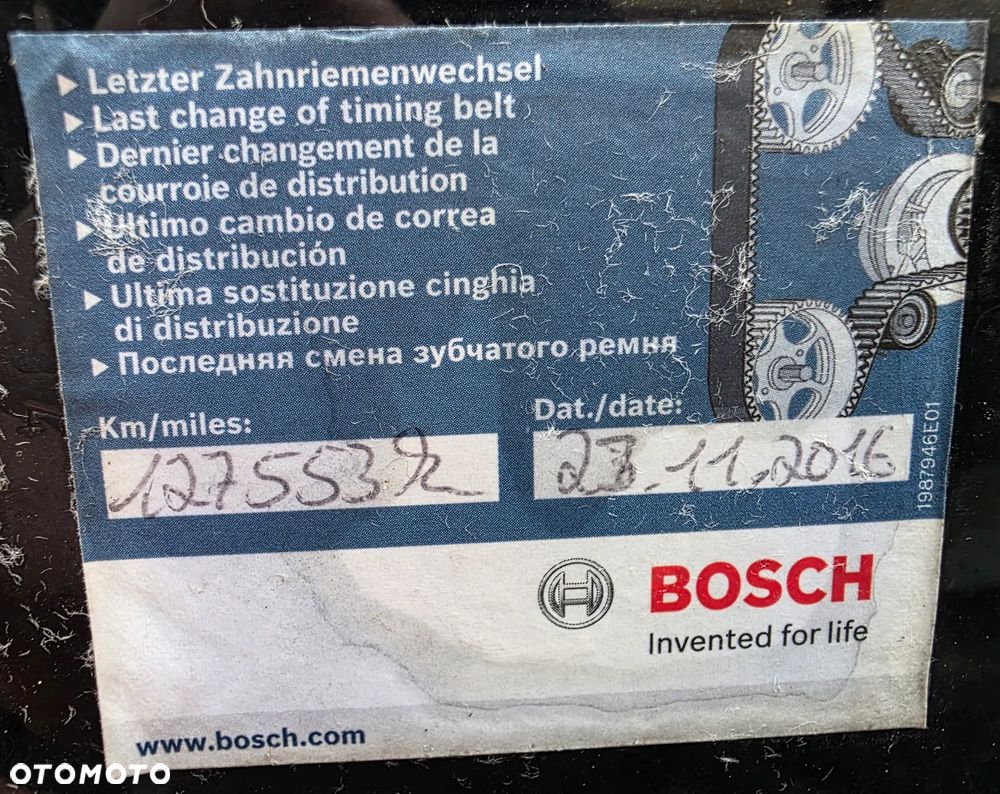 ▸ Letzter Zahnriemenwechsel
▸ Last change of timing belt
▸ Dernier changement de la
courroie de distribution
▸ Ultimo cambio de correa
de distribución
▸ Ultima sostituzione cinghia
di distribuzione
▸ Последняя смена зубчатого ремня
Km/miles:
Dat./date:
23.11.2016
1987946E01
BOSCH
Invented for life
www.bosch.com
OTOMOTO